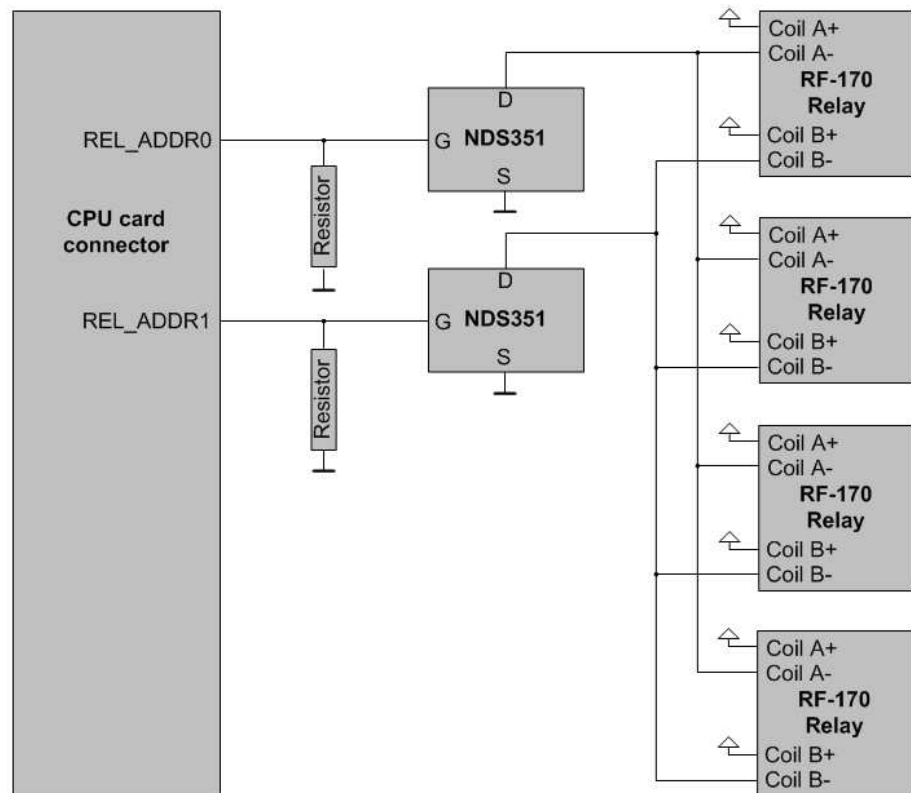 CPU card
connector
REL_ADDR0
REL_ADDR1
Resistor
Resistor
D
G
NDS351
S
D
G
NDS351
S
Coil A+
Coil A-
RF-170
Relay
Coil B+
Coil B-
Coil A+
Coil A-
RF-170
Relay
Coil B+
Coil B-
Coil A+
Coil A-
RF-170
Relay
Coil B+
Coil B-
Coil A+
Coil A-
RF-170
Relay
Coil B+
Coil B-